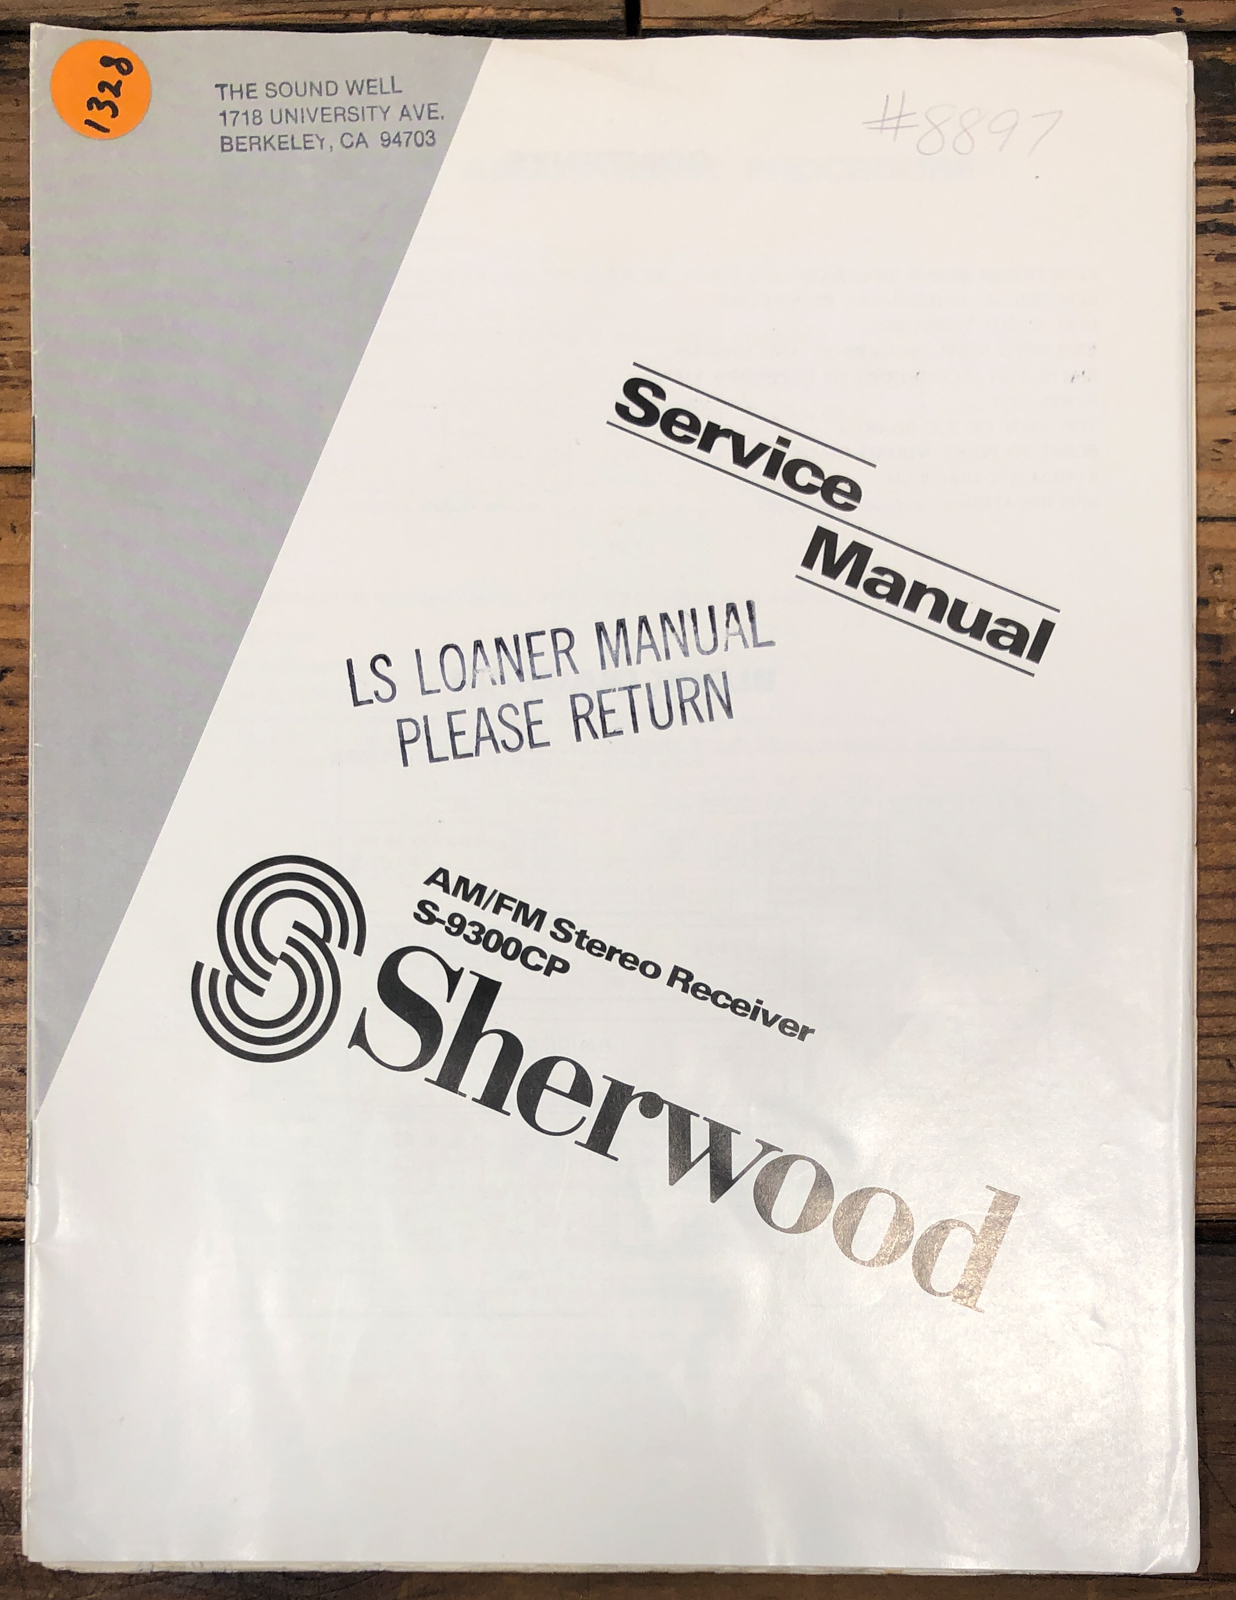 1328
THE SOUND WELL
1718 UNIVERSITY AVE.
BERKELEY, CA 94703
#8897
Service
Manual
LS LOANER MANUAL
PLEASE RETURN
AM/FM Stereo Receiver
S-9300CP
Sherwood